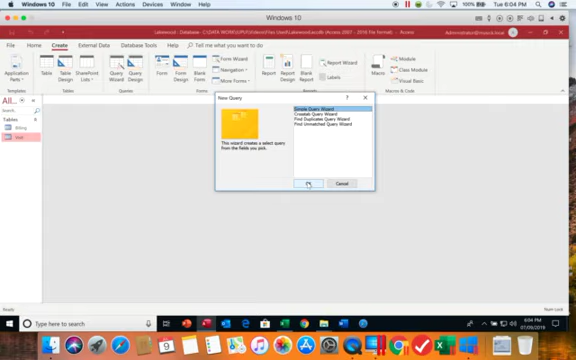 Windows 10 File Edit View Actions Devices Window Help
100% Tue 6:04 PM
Windows 10
Lakewood
Access
File Home Create External Data Database Tools Help Tell me what you want to do
Application Parts
Table
Table Design
SharePoint Lists
Query Wizard
Query Design
Form
Form Design
Blank Form
Form Wizard
Navigation
More Forms
Report
Report Design
Blank Report
Report Wizard
Labels
Macro
Module
Class Module
Visual Basic
Templates
Tables
Queries
Forms
Reports
Macros & Code
All...
Search...
Tables
Billing
Visit
New Query
? ×
This wizard creates a select query
from the fields you pick.
Simple Query Wizard
Crosstab Query Wizard
Find Duplicates Query Wizard
Find Unmatched Query Wizard
Cancel
Ready
Num Lock
Type here to search
6:04 PM
07/09/2019